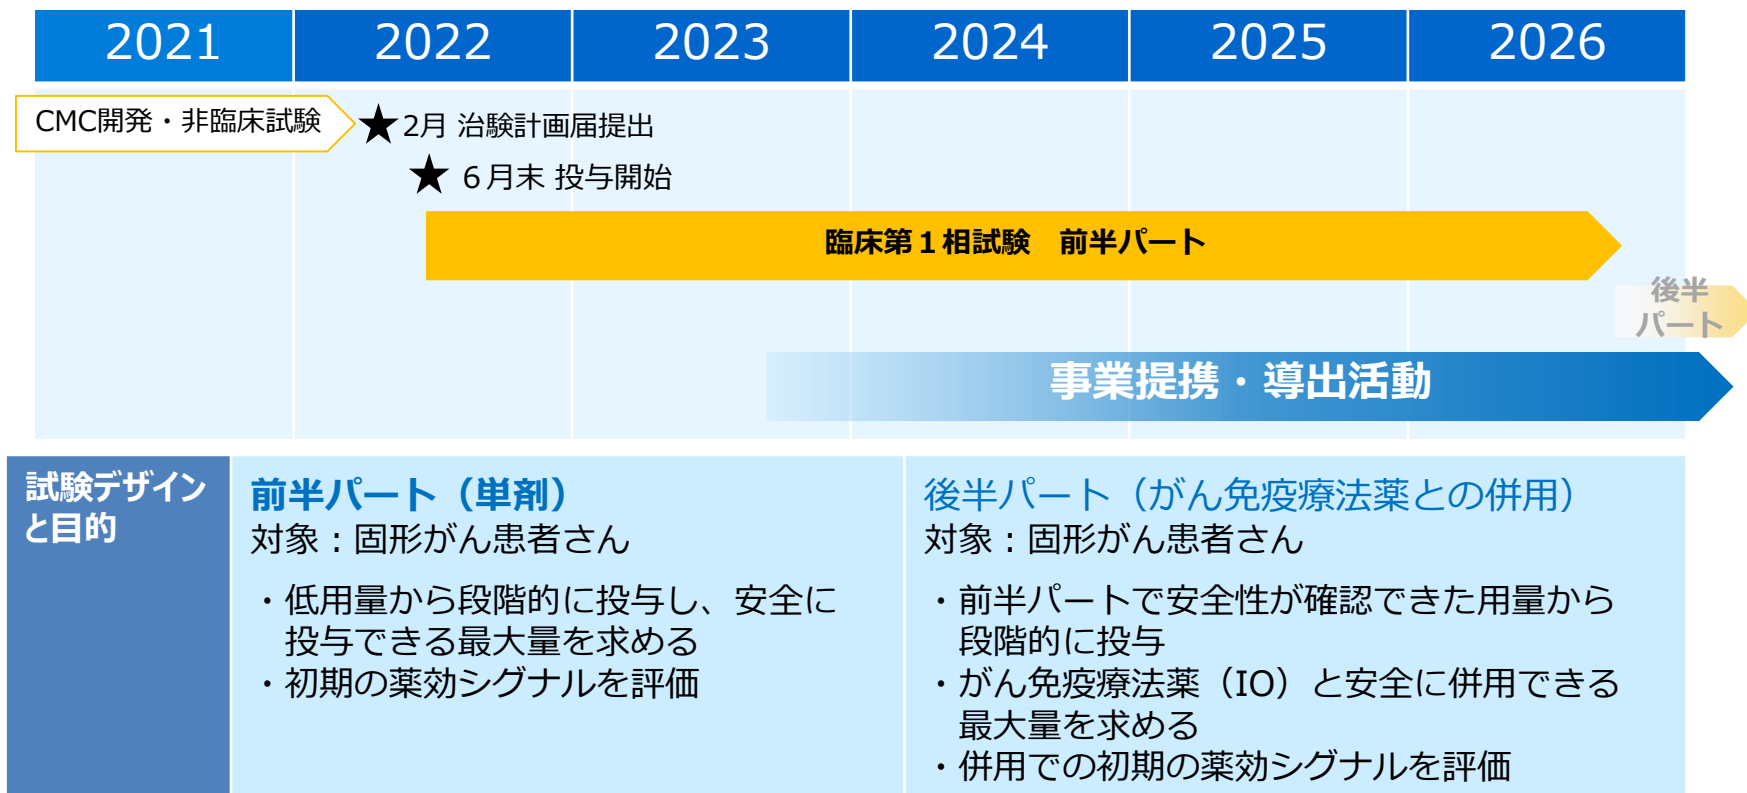 2021 2022 2023 2024 2025 2026
CMC開発・非臨床試験
★2月 治験計画届提出
★ 6月末 投与開始
臨床第1相試験　前半パート
後半
パート
事業提携・導出活動
試験デザイン
と目的
前半パート（単剤）
対象：固形がん患者さん
・低用量から段階的に投与し、安全に
投与できる最大量を求める
・初期の薬効シグナルを評価
後半パート（がん免疫療法薬との併用）
対象：固形がん患者さん
・前半パートで安全性が確認できた用量から
段階的に投与
・がん免疫療法薬（IO）と安全に併用できる
最大量を求める
・併用での初期の薬効シグナルを評価